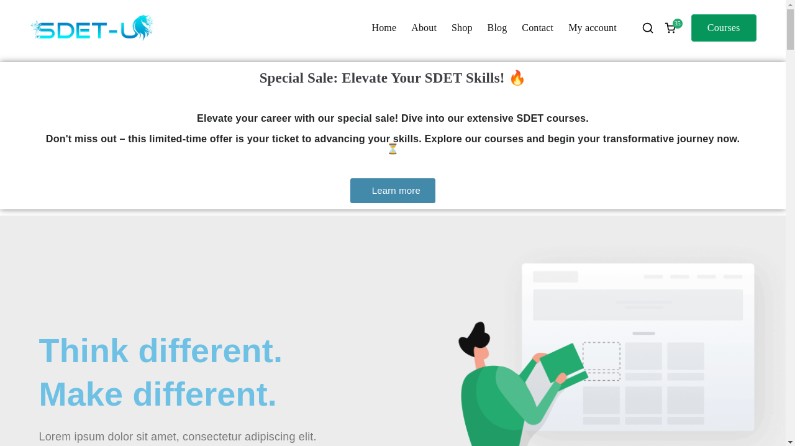 SDET-U
Home About Shop Blog Contact My account Courses
Special Sale: Elevate Your SDET Skills! 🔥
Elevate your career with our special sale! Dive into our extensive SDET courses.
Don't miss out – this limited-time offer is your ticket to advancing your skills. Explore our courses and begin your transformative journey now.
⏳
Learn more
Think different.
Make different.
Lorem ipsum dolor sit amet, consectetur adipiscing elit.